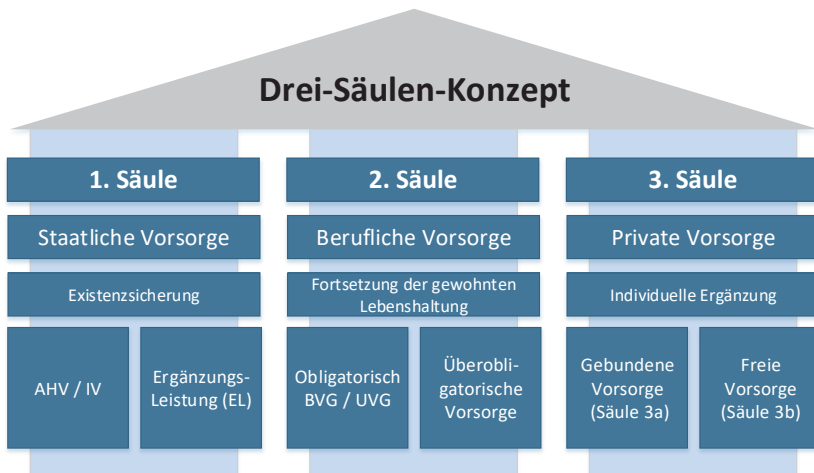 Drei-Säulen-Konzept
1. Säule
2. Säule
3. Säule
Staatliche Vorsorge
Berufliche Vorsorge
Private Vorsorge
Existenzsicherung
Fortsetzung der gewohnten
Lebenshaltung
Individuelle Ergänzung
AHV / IV
Ergänzungs-
Leistung (EL)
Obligatorisch
BVG / UVG
Überobli-
gatorische
Vorsorge
Gebundene
Vorsorge
(Säule 3a)
Freie
Vorsorge
(Säule 3b)